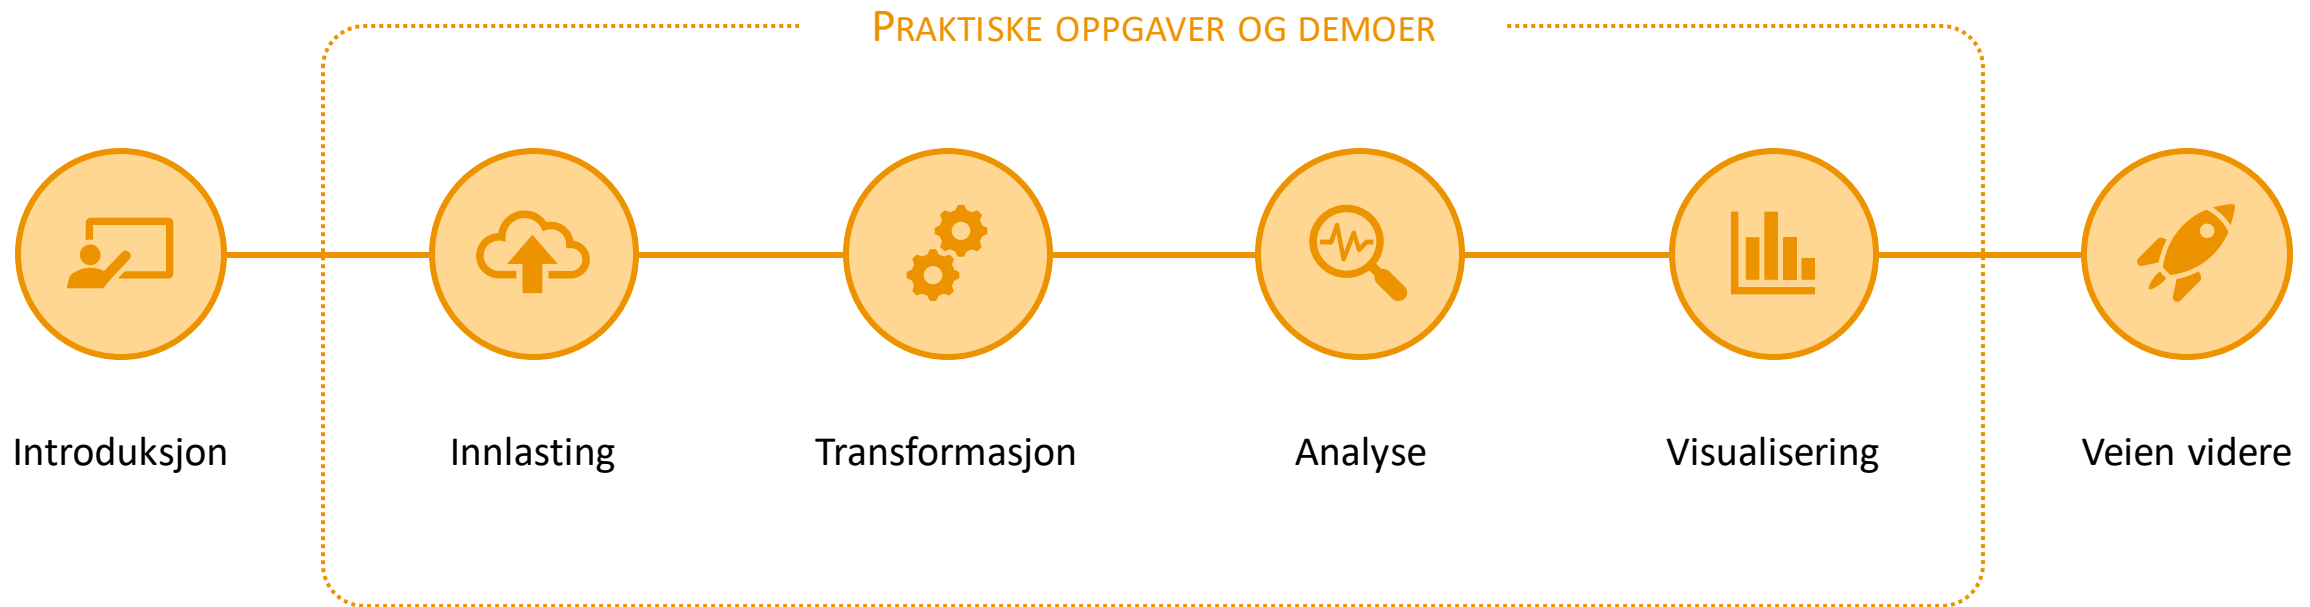 PRAKTISKE OPPGAVER OG DEMOER
Introduksjon
Innlasting
Transformasjon
Analyse
Visualisering
Veien videre